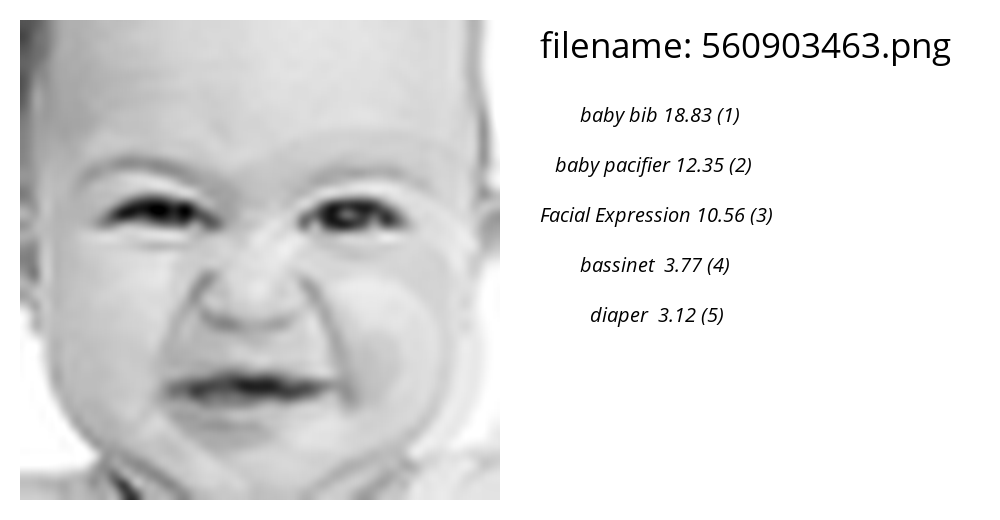 filename: 560903463.png
baby bib 18.83 (1)
baby pacifier 12.35 (2)
Facial Expression 10.56 (3)
bassinet 3.77 (4)
diaper 3.12 (5)